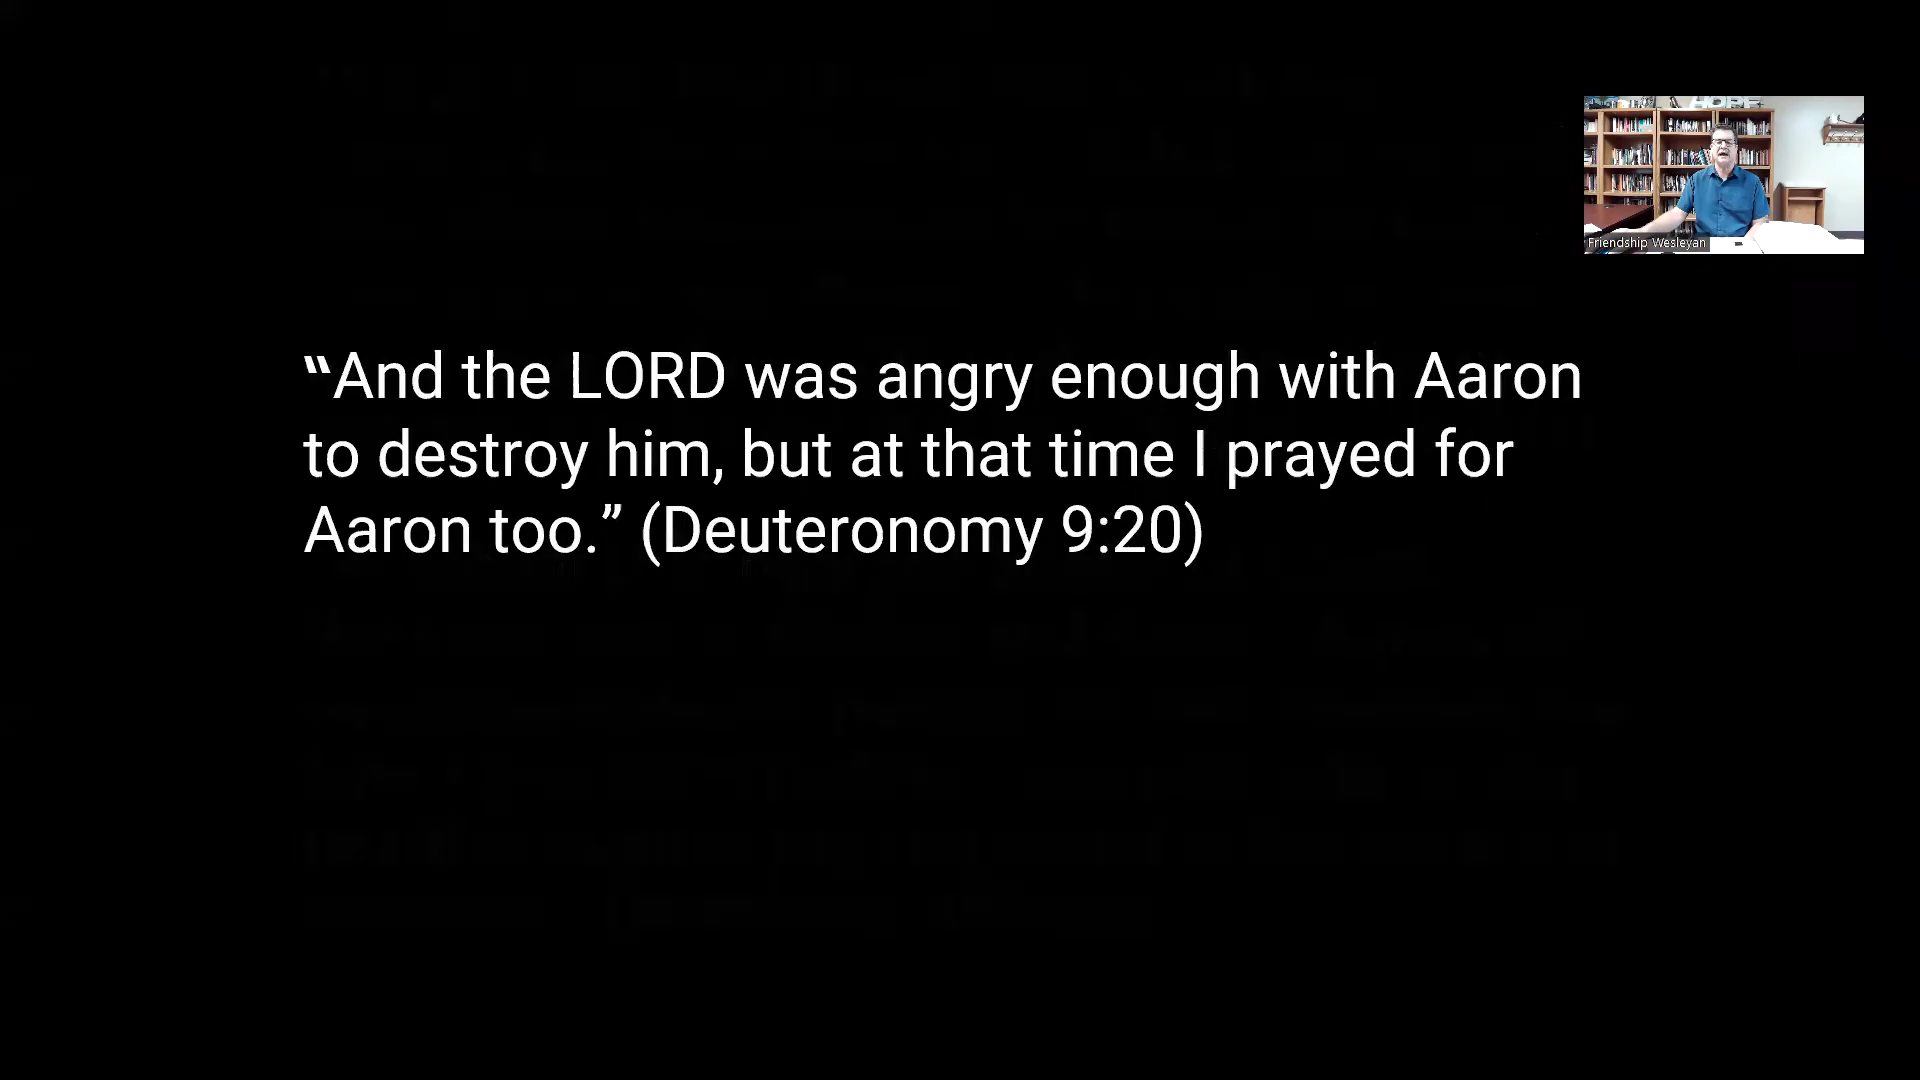 “And the LORD was angry enough with Aaron
to destroy him, but at that time I prayed for
Aaron too.” (Deuteronomy 9:20)
HOPE
Friendship Wesleyan